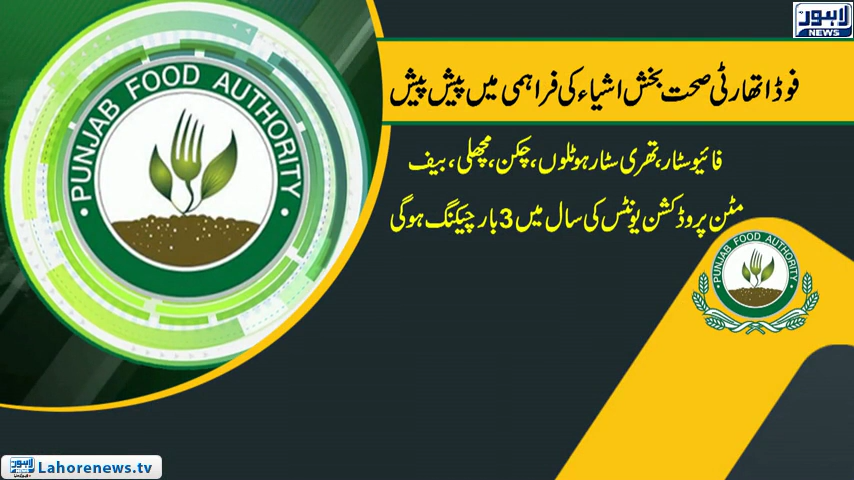 لاہور
NEWS
PUNJAB FOOD AUTHORITY
فوڈ اتھارٹی صحت بخش اشیاء کی فراہمی میں پیش پیش
فائیو سٹار، تھری سٹار ہوٹلوں، چکن، مچھلی، بیف
مٹن پروڈکشن یونٹس کی سال میں 3 بار چیکنگ ہوگی
PUNJAB FOOD AUTHORITY
لاہور
Lahorenews.tv